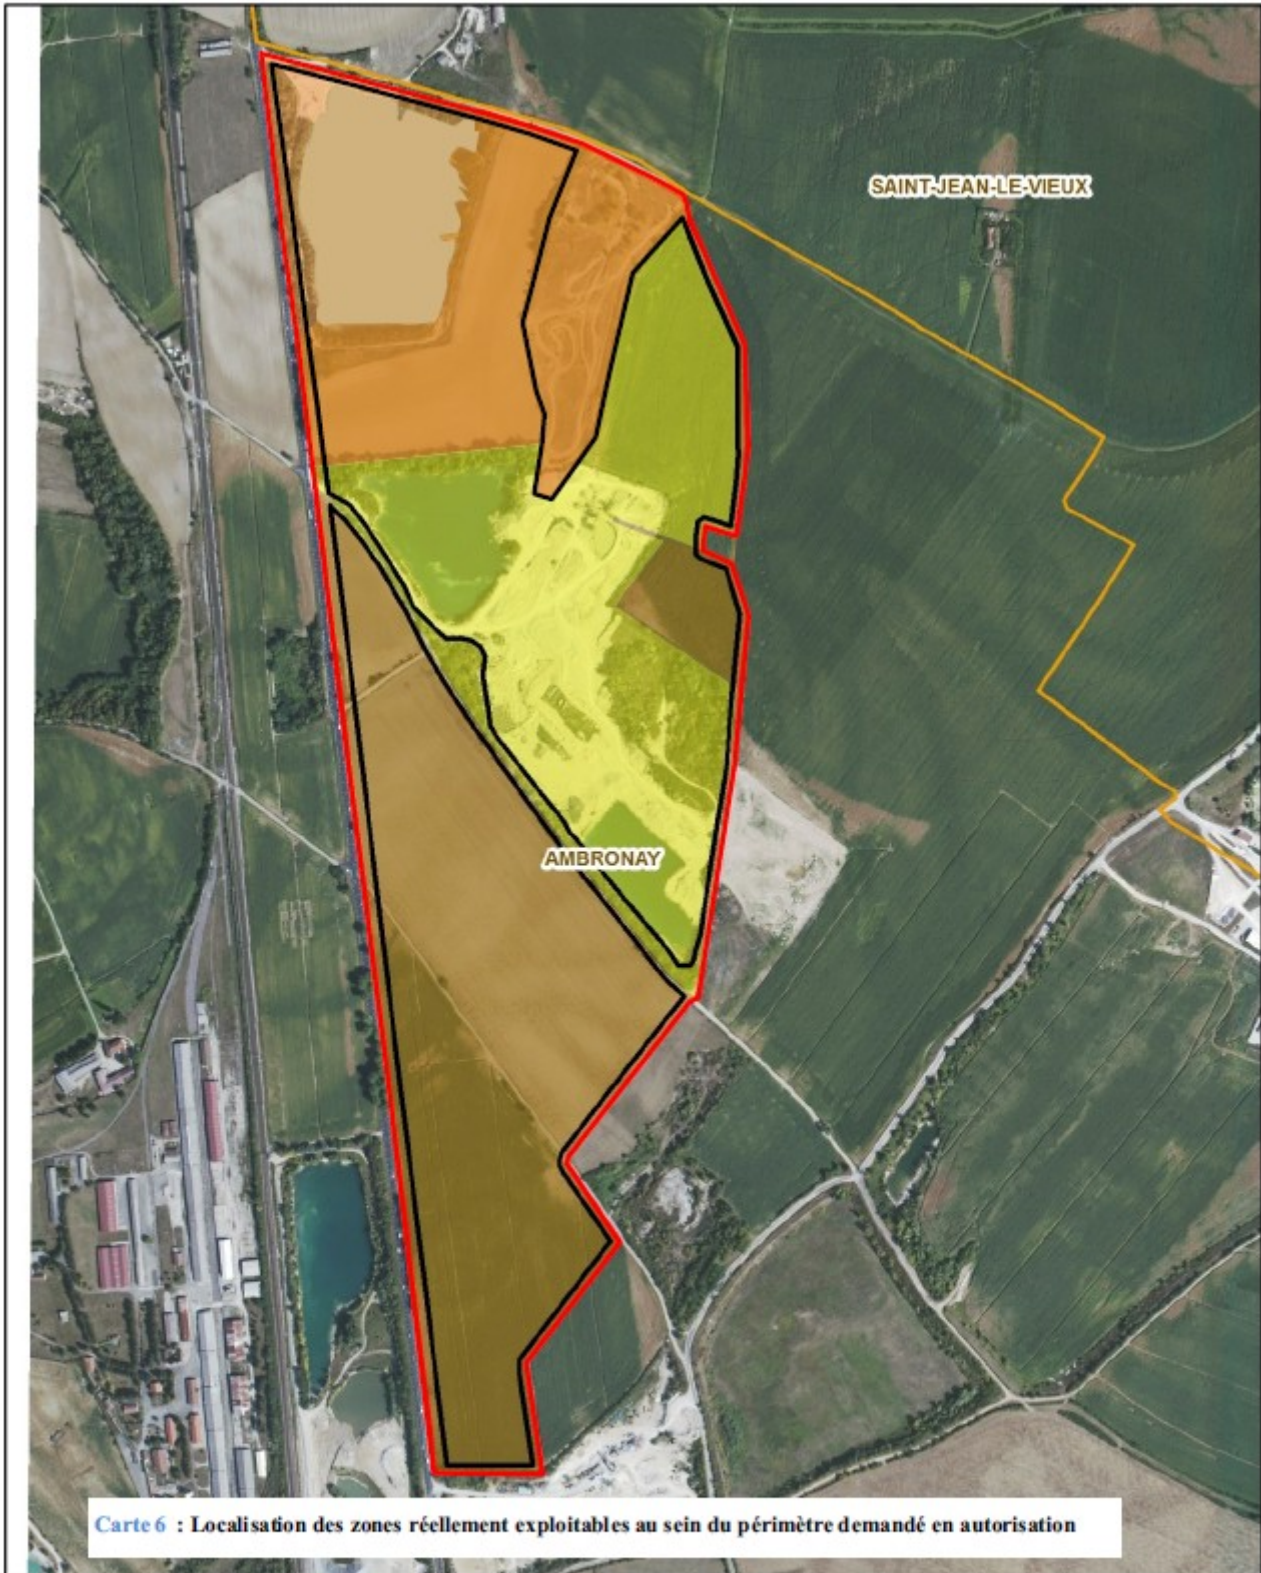 SAINT-JEAN-LE-VIEUX
AMBRONAY
Carte 6 : Localisation des zones réellement exploitables au sein du périmètre demandé en autorisation